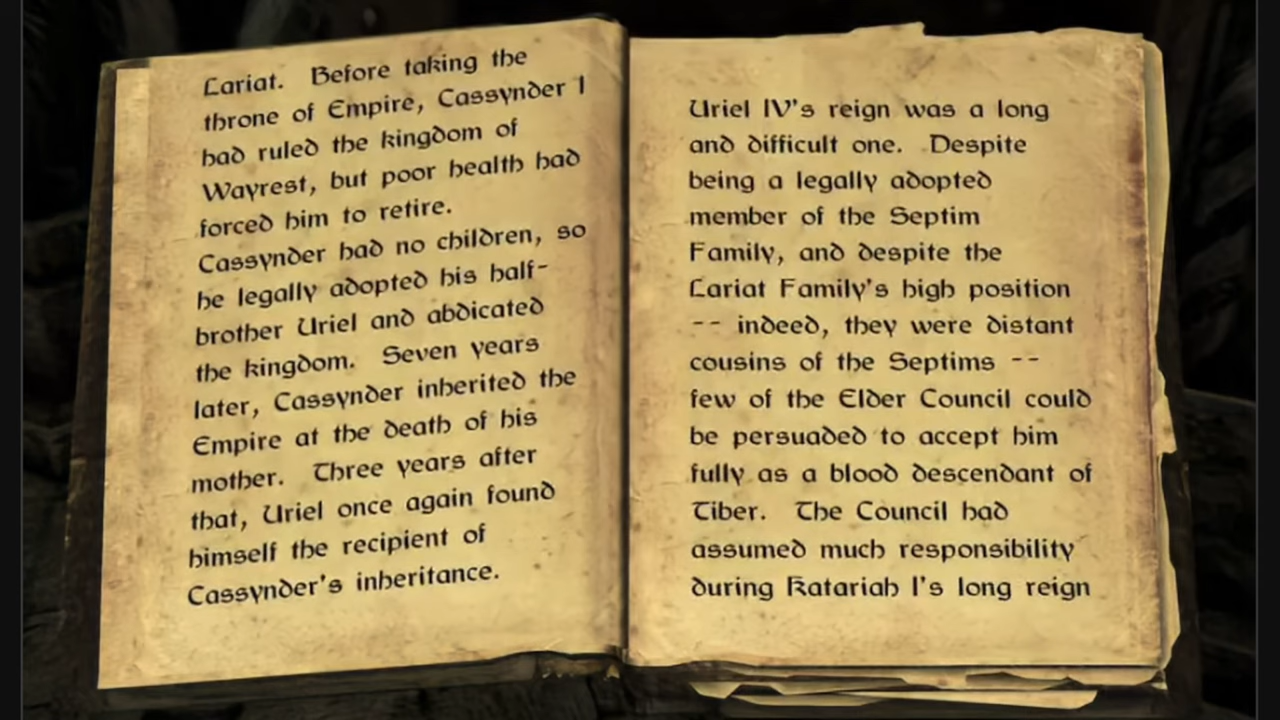 Lariat.  Before taking the
throne of Empire, Cassynder I
had ruled the kingdom of
Wayrest, but poor health had
forced him to retire.
Cassynder had no children, so
he legally adopted his half-
brother Uriel and abdicated
the kingdom.  Seven years
later, Cassynder inherited the
Empire at the death of his
mother.  Three years after
that, Uriel once again found
himself the recipient of
Cassynder's inheritance.
Uriel IV's reign was a long
and difficult one.  Despite
being a legally adopted
member of the Septim
Family, and despite the
Lariat Family's high position
-- indeed, they were distant
cousins of the Septims --
few of the Elder Council could
be persuaded to accept him
fully as a blood descendant of
Tiber.  The Council had
assumed much responsibility
during Katariah I's long reign